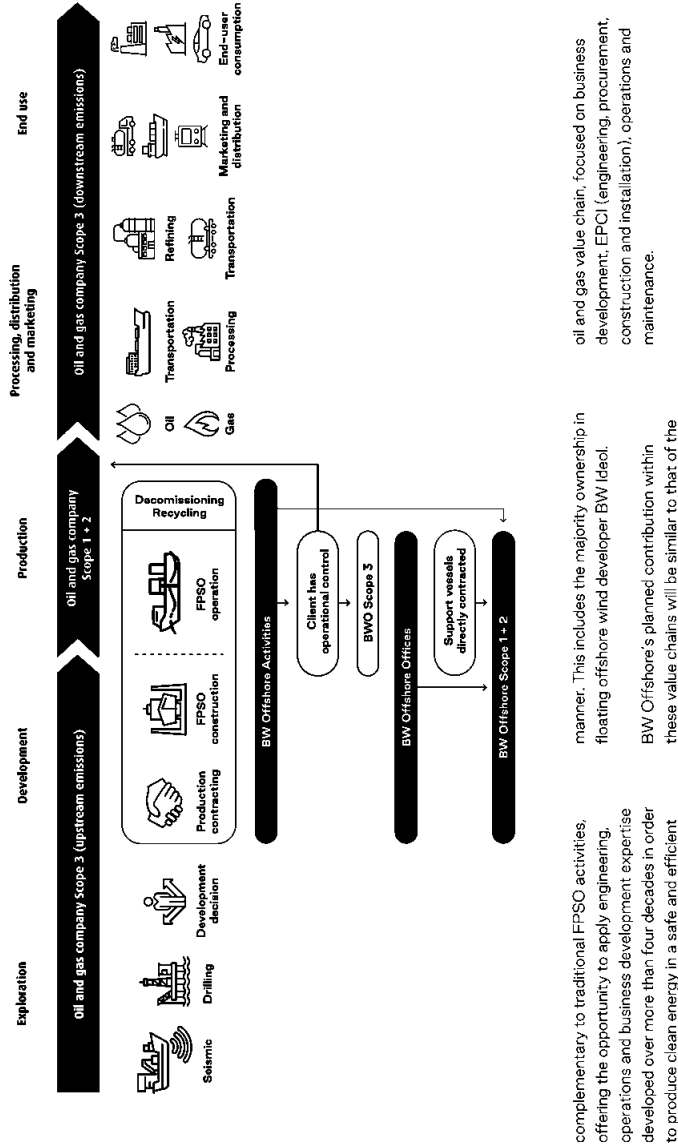 Exploration
Development
Production
Processing, distribution
and marketing
End use
Oil and gas company Scope 3 (upstream emissions)
Oil and gas company
Scope 1 + 2
Oil and gas company Scope 3 (downstream emissions)
Seismic
Drilling
Development
decision
Production
contracting
FPSO
construction
FPSO
operation
Decomissioning
Recycling
Oil
Gas
Transportation
Processing
Refining
Transportation
Marketing and
distribution
End-user
consumption
BW Offshore Activities
Client has
operational control
BWO Scope 3
BW Offshore Offices
Support vessels
directly contracted
BW Offshore Scope 1 + 2
complementary to traditional FPSO activities,
offering the opportunity to apply engineering,
operations and business development expertise
developed over more than four decades in order
to produce clean energy in a safe and efficient
manner. This includes the majority ownership in
floating offshore wind developer BW Ideol.
BW Offshore's planned contribution within
these value chains will be similar to that of the
oil and gas value chain, focused on business
development, EPCI (engineering, procurement,
construction and installation), operations and
maintenance.